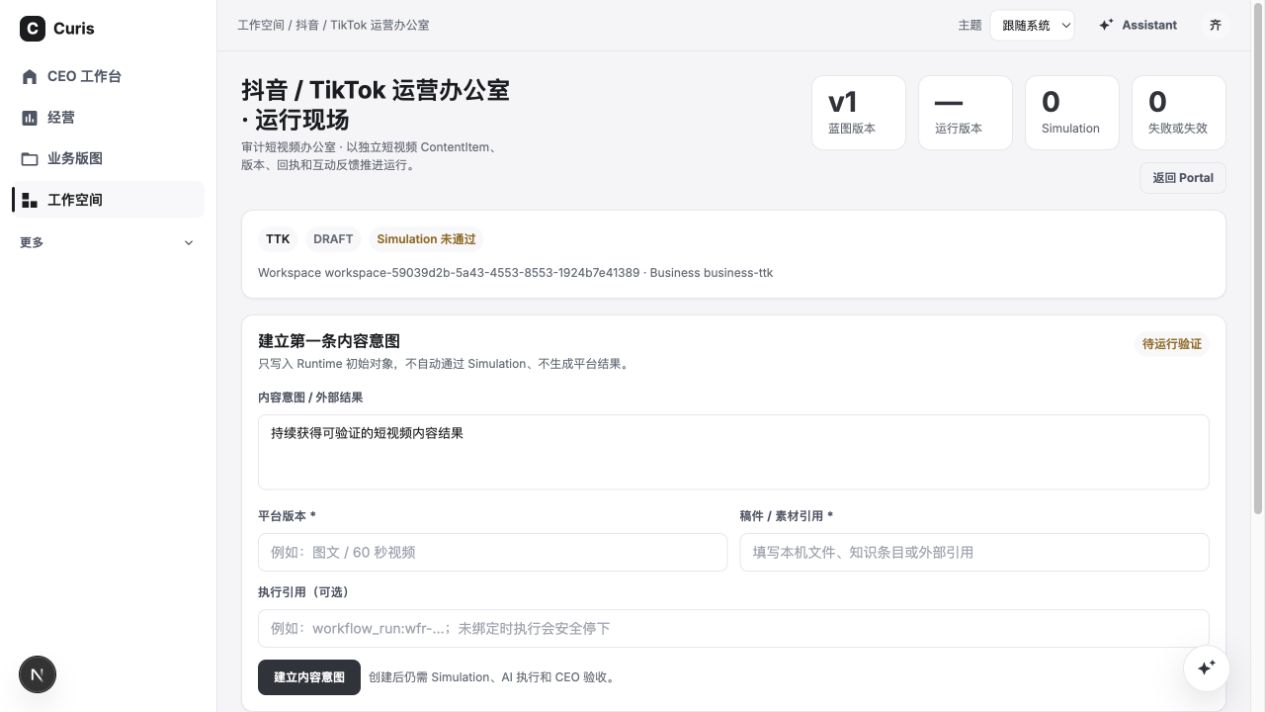 C Curis
CEO 工作台
经营
业务版图
工作空间
更多
N
工作空间 / 抖音 / TikTok 运营办公室
主题
跟随系统
Assistant
齐
抖音 / TikTok 运营办公室
· 运行现场
审计短视频办公室 · 以独立短视频 ContentItem、
版本、回执和互动反馈推进运行。
v1
蓝图版本
—
运行版本
0
Simulation
0
失败或失效
返回 Portal
TTK
DRAFT
Simulation 未通过
Workspace workspace-59039d2b-5a43-4553-8553-1924b7e41389 · Business business-ttk
建立第一条内容意图
待运行验证
只写入 Runtime 初始对象，不自动通过 Simulation、不生成平台结果。
内容意图 / 外部结果
持续获得可验证的短视频内容结果
平台版本 *
稿件 / 素材引用 *
例如：图文 / 60 秒视频
填写本机文件、知识条目或外部引用
执行引用（可选）
例如：workflow_run:wfr-...；未绑定时执行会安全停下
建立内容意图
创建后仍需 Simulation、AI 执行和 CEO 验收。